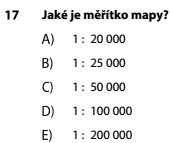 17 Jaké je měřítko mapy?
A) 1 : 20 000
B) 1 : 25 000
C) 1 : 50 000
D) 1 : 100 000
E) 1 : 200 000